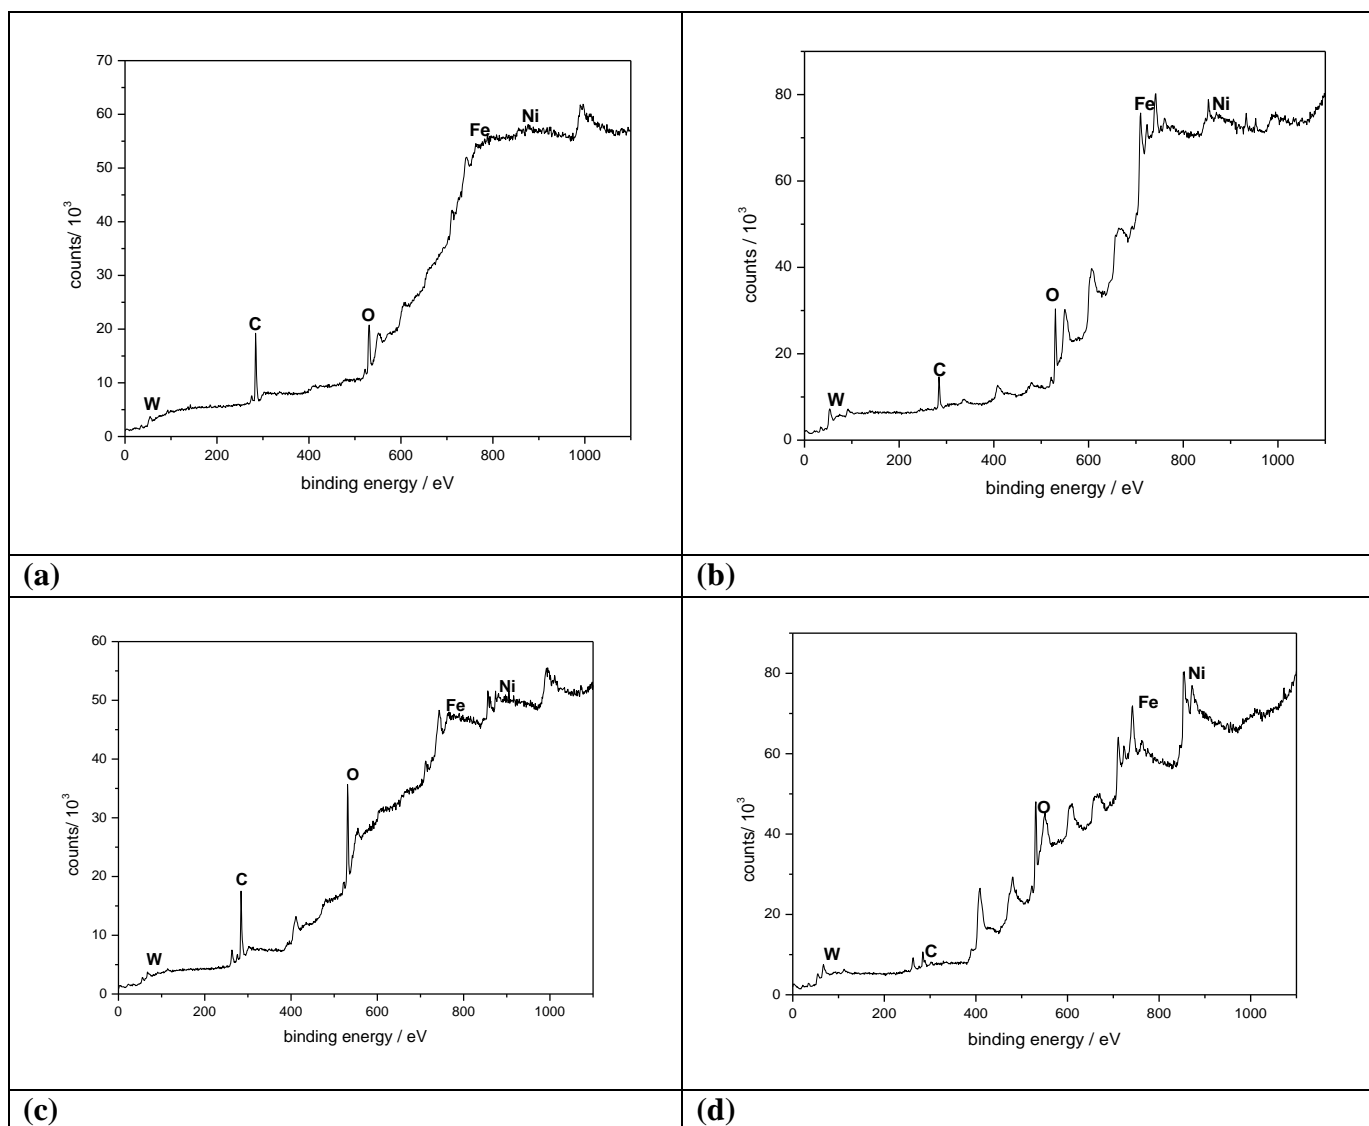 70
60
50
40
30
20
10
0
counts/ 10³
W
C
O
Fe
Ni
0 200 400 600 800 1000
binding energy / eV
(a)
80
60
40
20
0
counts / 10³
W
C
O
Fe
Ni
0 200 400 600 800 1000
binding energy / eV
(b)
60
50
40
30
20
10
0
counts/ 10³
W
C
O
Fe
Ni
0 200 400 600 800 1000
binding energy / eV
(c)
80
60
40
20
0
counts/ 10³
W
C
O
Fe
Ni
0 200 400 600 800 1000
binding energy / eV
(d)